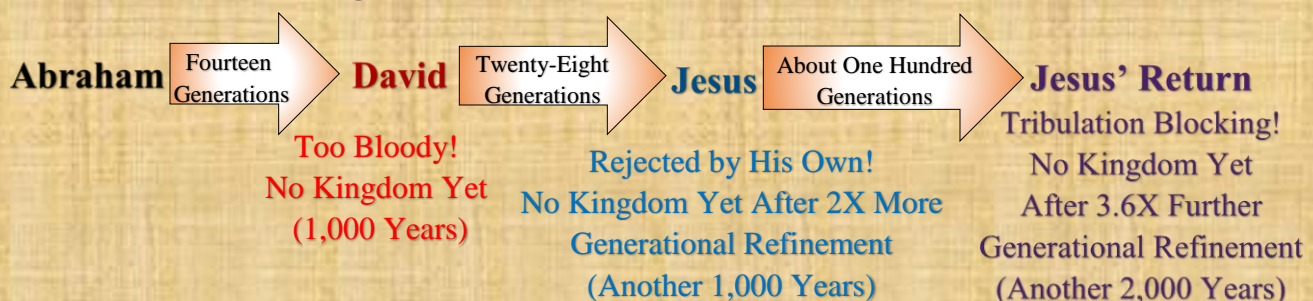 Abraham
Fourteen
Generations
David
Twenty-Eight
Generations
Jesus
About One Hundred
Generations
Jesus' Return
Too Bloody!
No Kingdom Yet
(1,000 Years)
Rejected by His Own!
No Kingdom Yet After 2X More
Generational Refinement
(Another 1,000 Years)
Tribulation Blocking!
No Kingdom Yet
After 3.6X Further
Generational Refinement
(Another 2,000 Years)